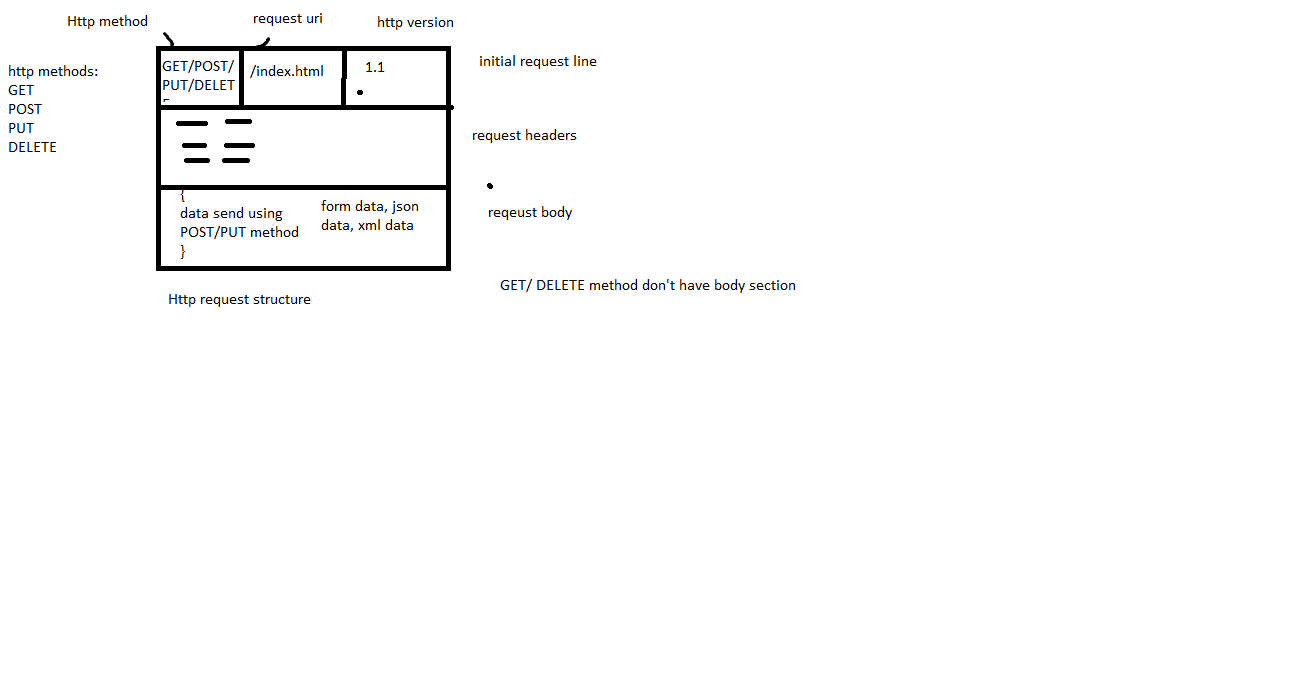 Http method
request uri
http version
http methods:
GET
POST
PUT
DELETE
GET/POST/
PUT/DELET
/index.html
1.1
initial request line
request headers
{
data send using
POST/PUT method
}
form data, json
data, xml data
reqeust body
Http request structure
GET/ DELETE method don't have body section